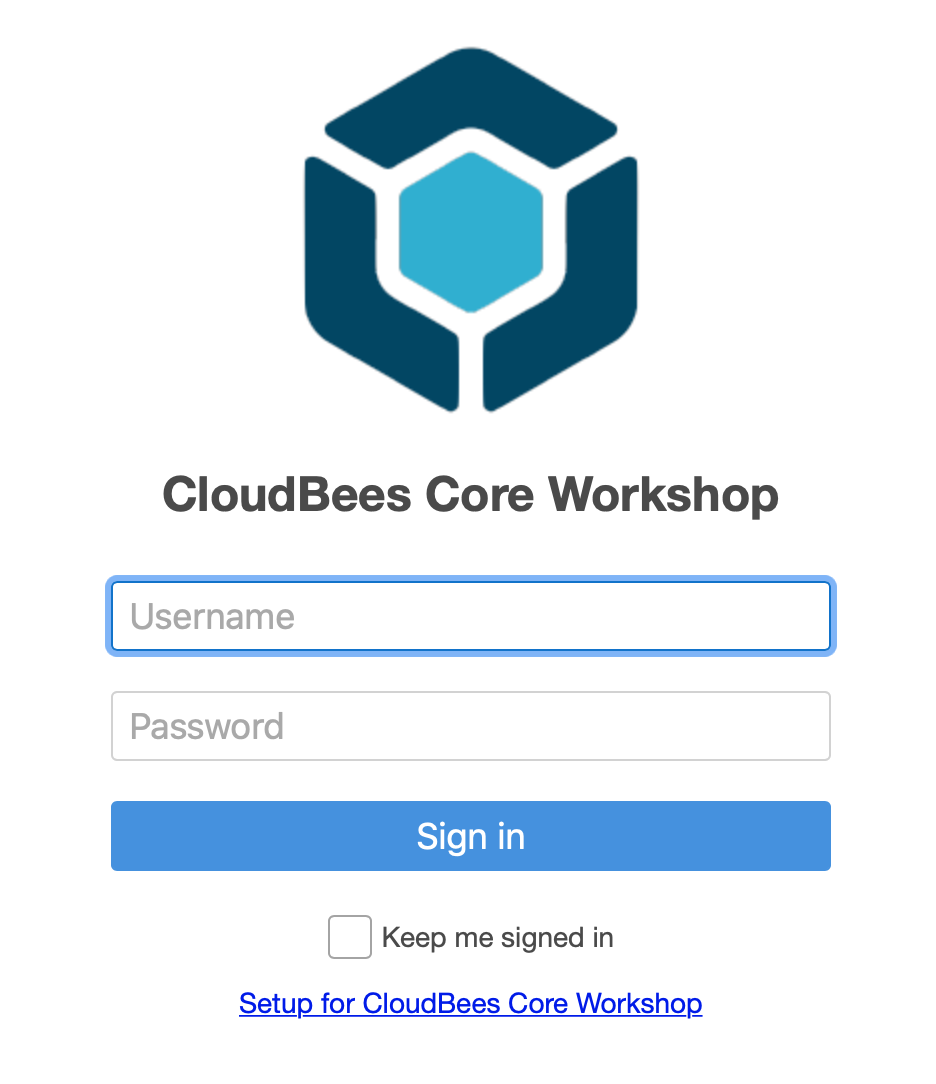 CloudBees Core Workshop
Username
Password
Sign in
Keep me signed in
Setup for CloudBees Core Workshop